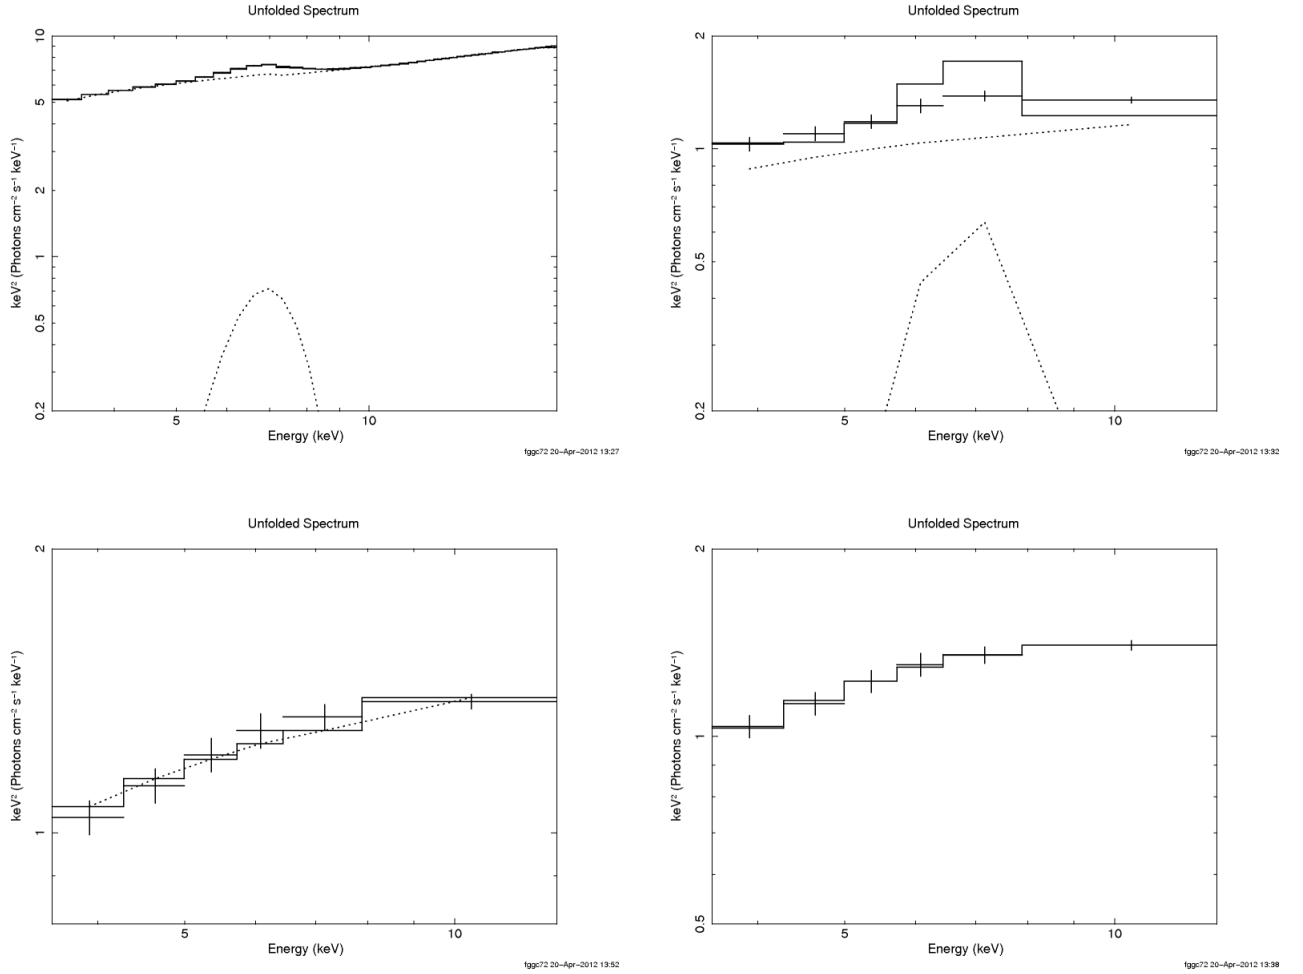 Unfolded Spectrum
10
5
2
1
0.5
0.2
keV² (Photons cm⁻² s⁻¹ keV⁻¹)
5
10
Energy (keV)
fggc72 20-Apr-2012 13:27
Unfolded Spectrum
2
1
0.5
0.2
keV² (Photons cm⁻² s⁻¹ keV⁻¹)
5
10
Energy (keV)
fggc72 20-Apr-2012 13:32
Unfolded Spectrum
2
1
keV² (Photons cm⁻² s⁻¹ keV⁻¹)
5
10
Energy (keV)
fggc72 20-Apr-2012 13:52
Unfolded Spectrum
2
1
0.5
keV² (Photons cm⁻² s⁻¹ keV⁻¹)
5
10
Energy (keV)
fggc72 20-Apr-2012 13:38